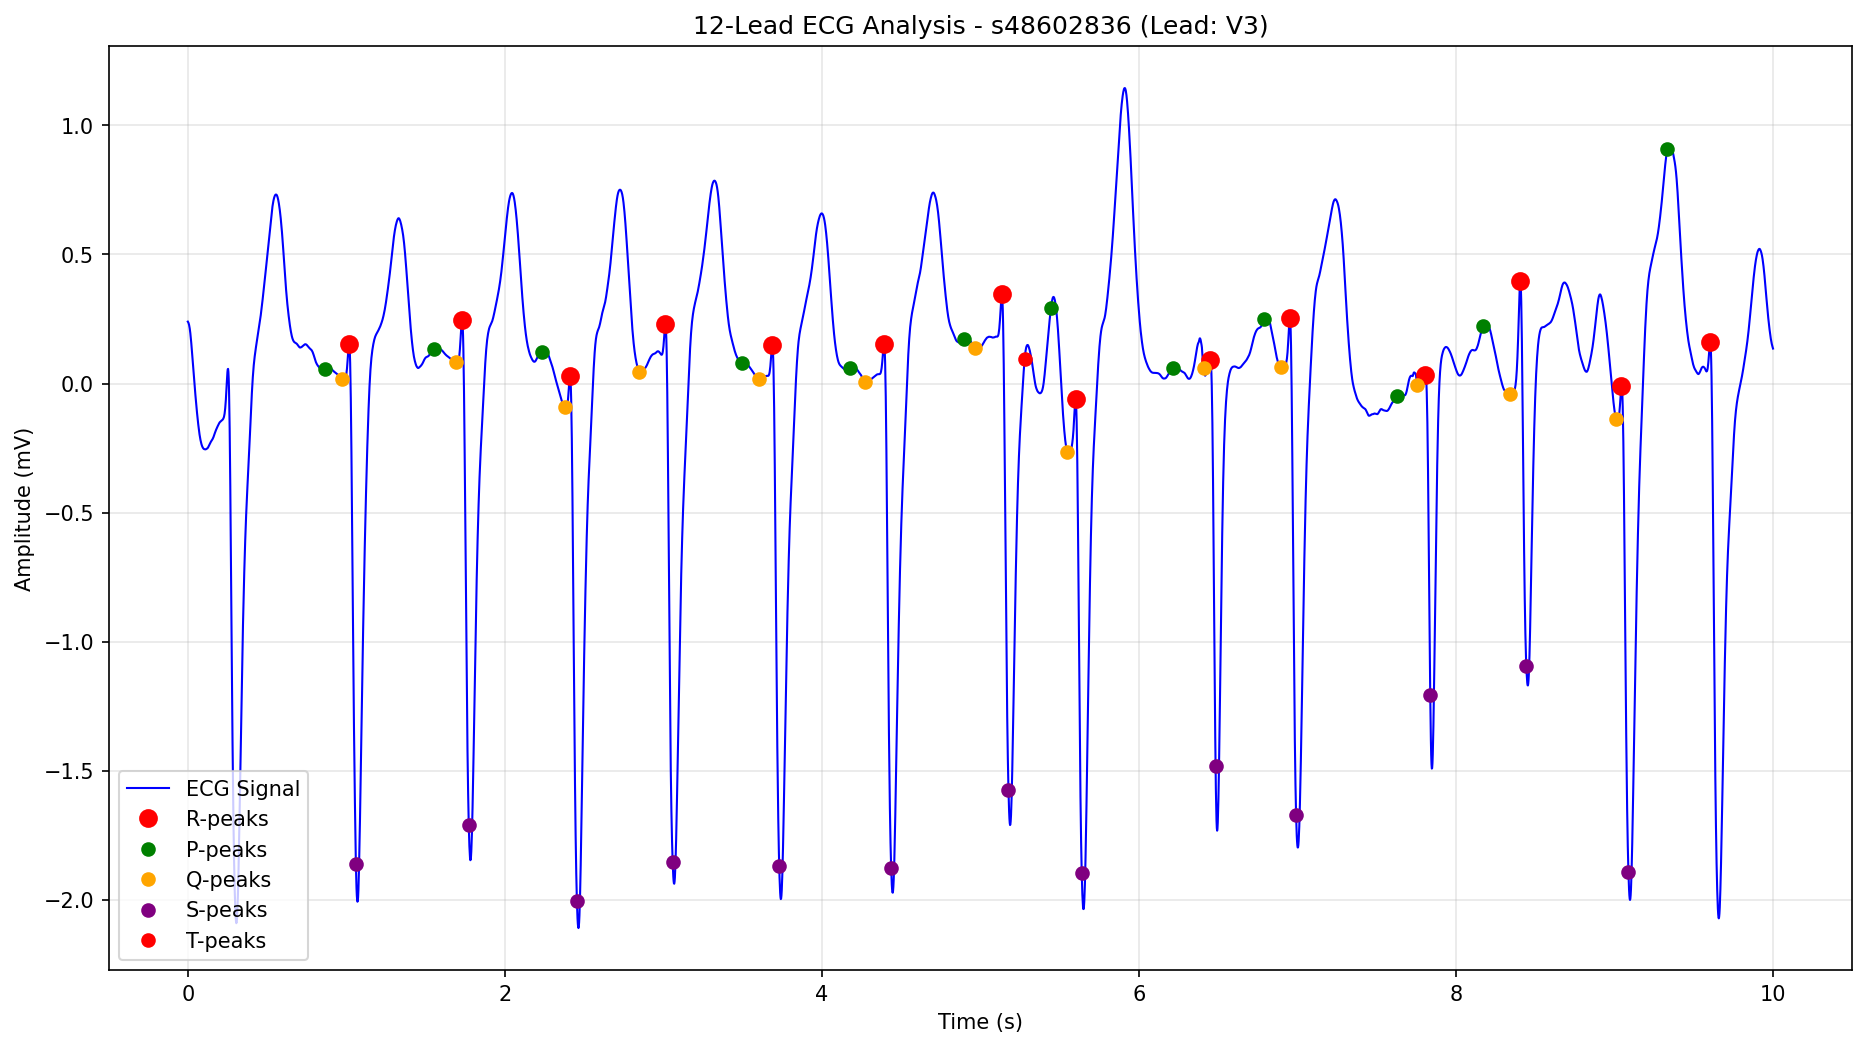 12-Lead ECG Analysis - s48602836 (Lead: V3)
Amplitude (mV)
1.0
0.5
0.0
−0.5
−1.0
−1.5
−2.0
ECG Signal
R-peaks
P-peaks
Q-peaks
S-peaks
T-peaks
0 2 4 6 8 10
Time (s)